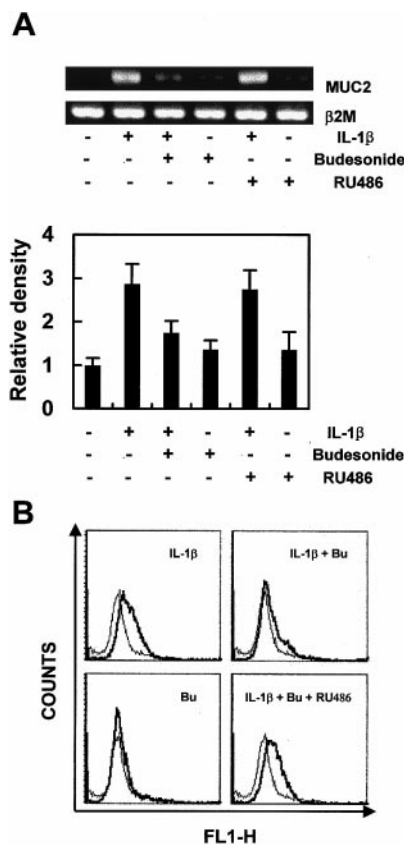 A
MUC2
β2M
- + + - + - IL-1β
- - + + - - Budesonide
- - - - + + RU486
Relative density
4
3
2
1
0
- + + - + - IL-1β
- - + + - - Budesonide
- - - - + + RU486
B
IL-1β
IL-1β + Bu
Bu
IL-1β + Bu + RU486
COUNTS
FL1-H